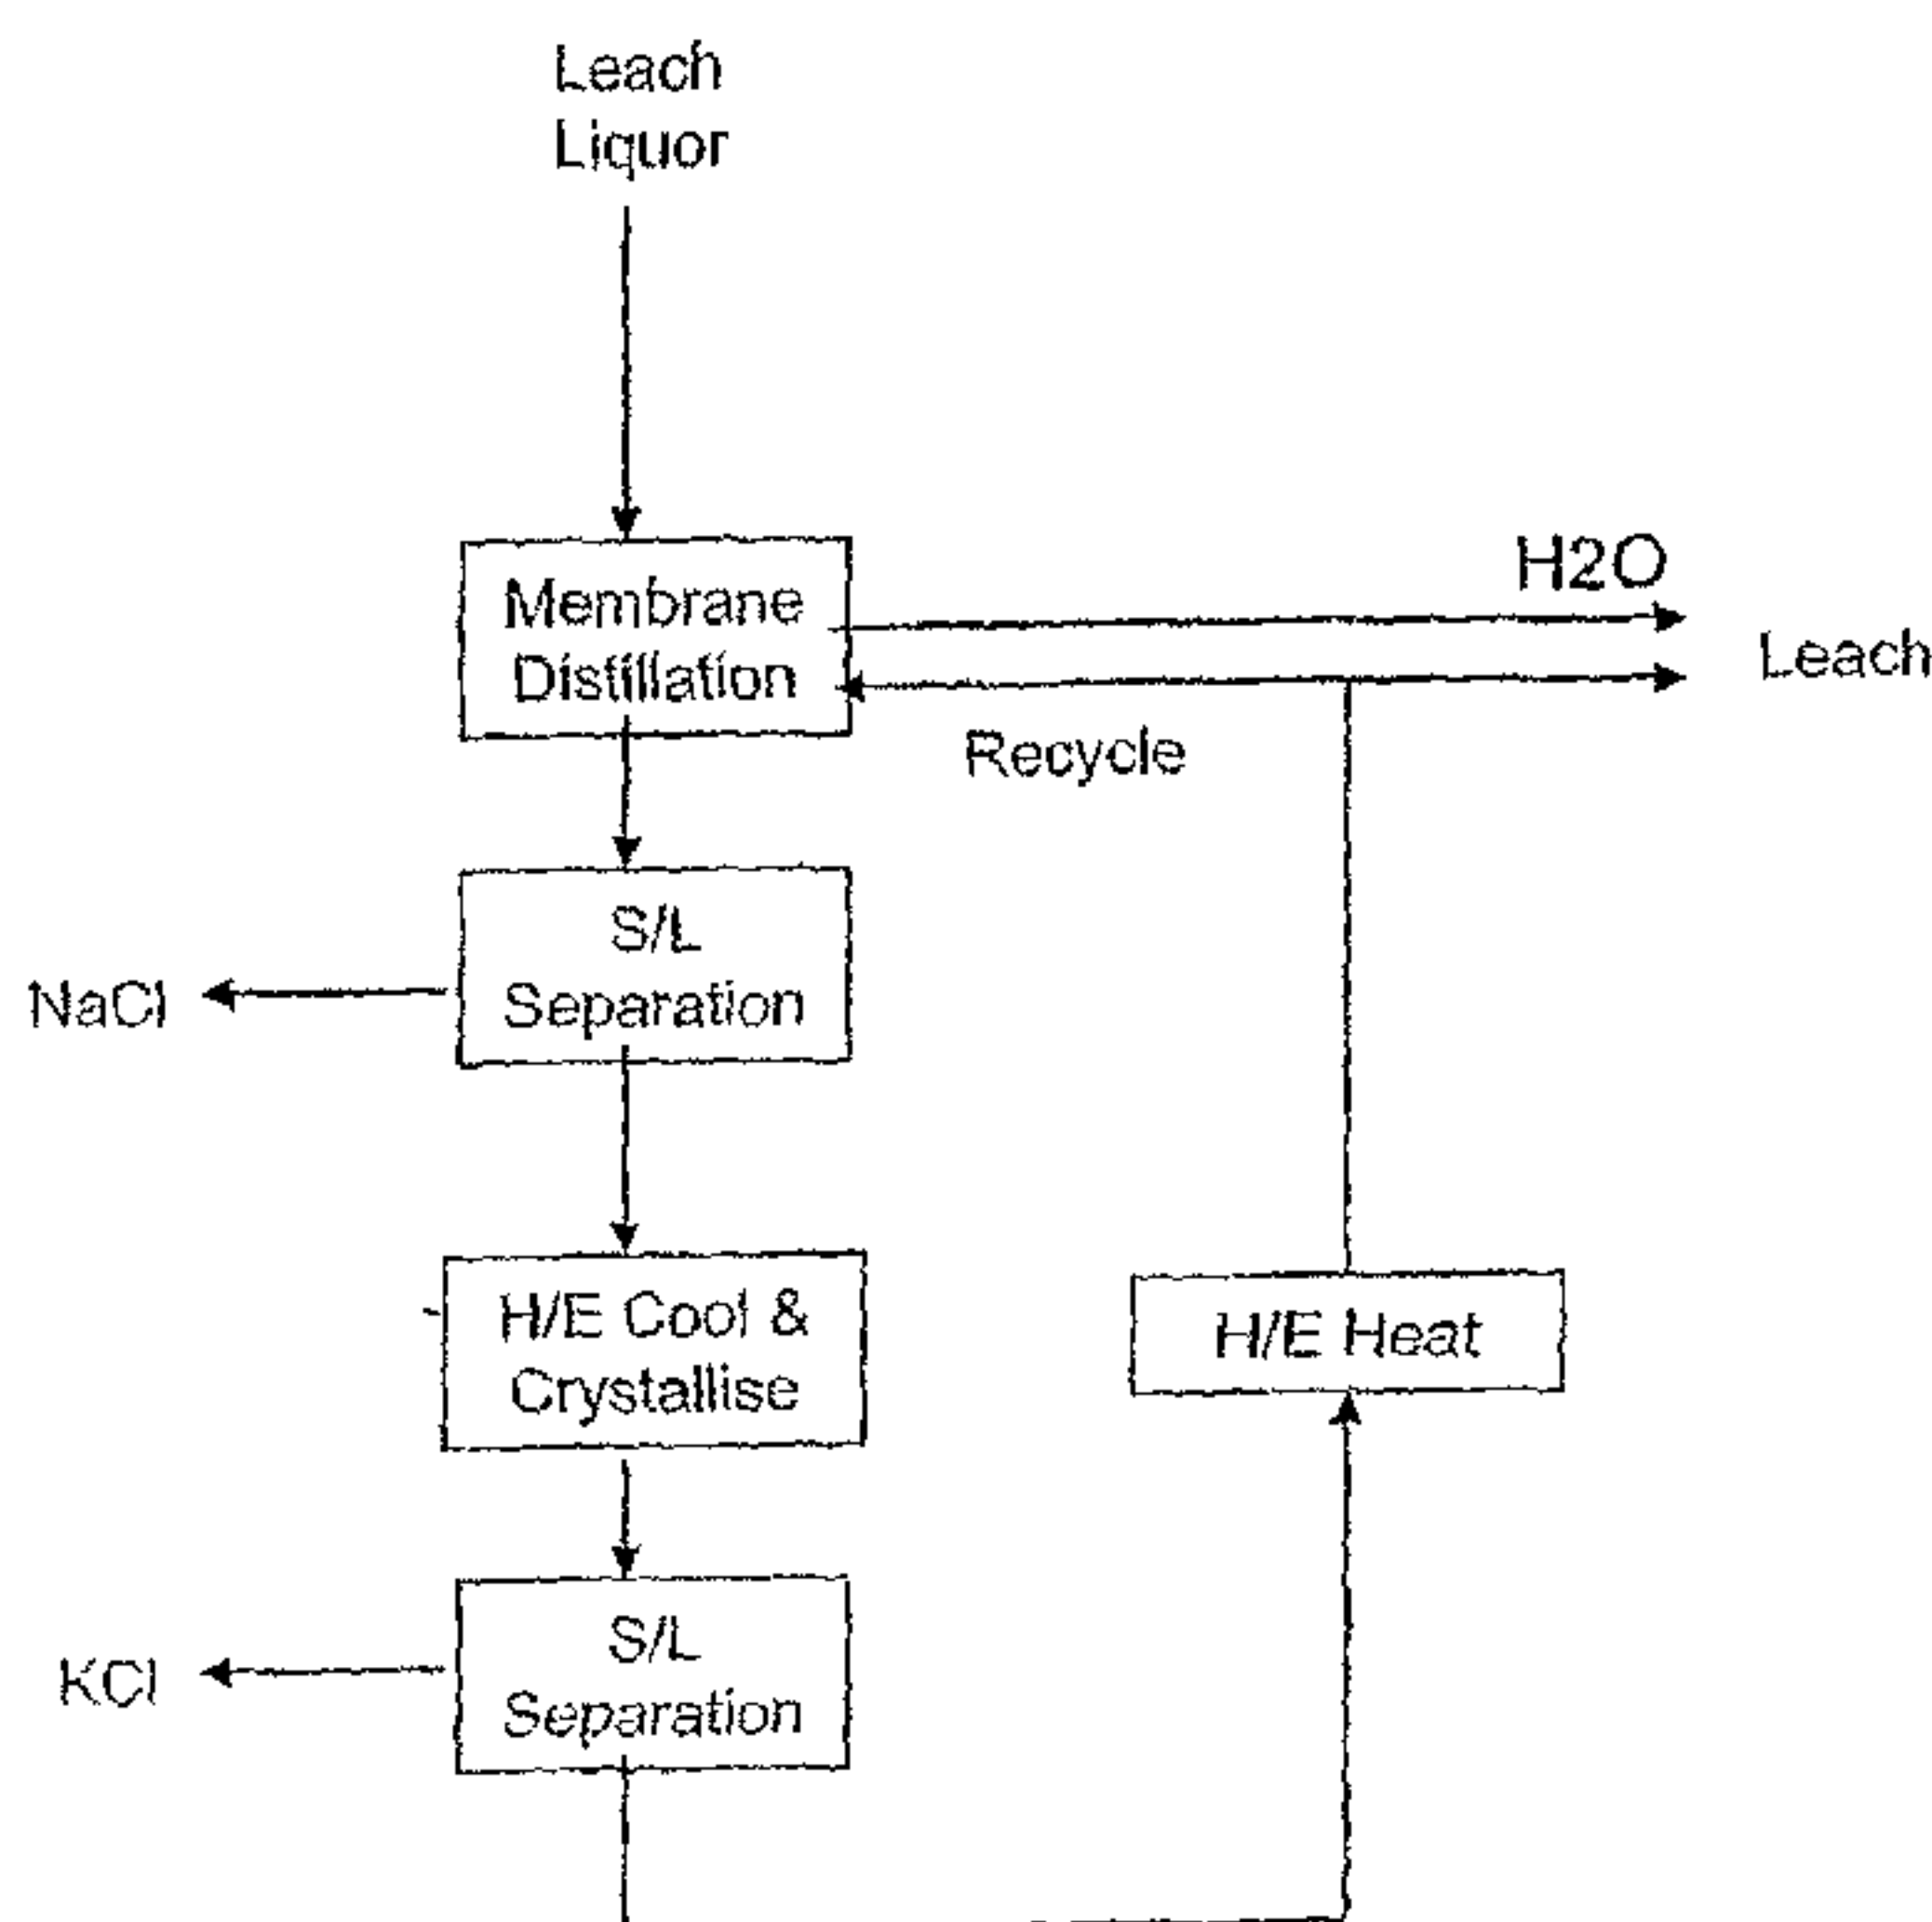 Leach
Liquor
Membrane
Distillation
H2O
Leach
Recycle
S/L
Separation
NaCl
H/E Cool &
Crystallise
H/E Heat
S/L
Separation
KCl